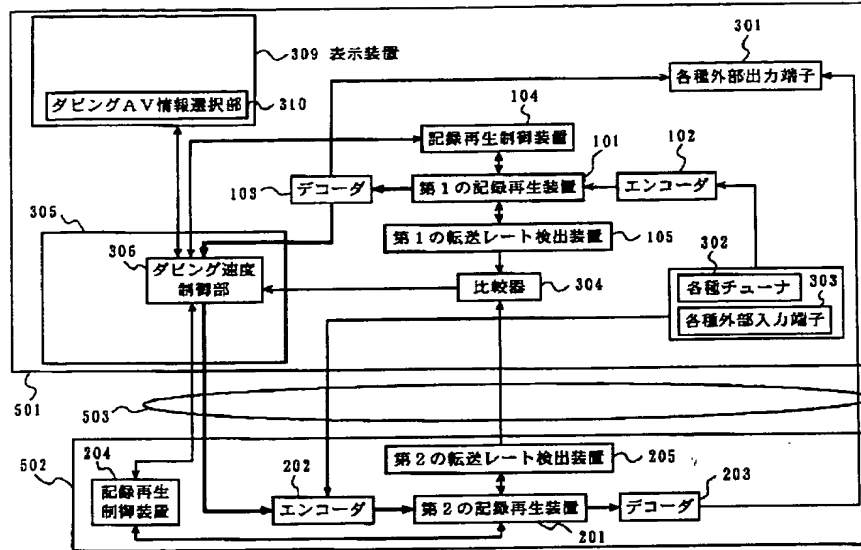 309 表示装置
ダビングAV情報選択部
310
301
各種外部出力端子
104
記録再生制御装置
101
102
103
デコーダ
第1の記録再生装置
エンコーダ
305
第1の転送レート検出装置
105
306
ダビング速度
制御部
比較器
304
302
各種チューナ
303
各種外部入力端子
501
503
502
204
記録再生
制御装置
202
エンコーダ
第2の転送レート検出装置
205
第2の記録再生装置
201
203
デコーダ